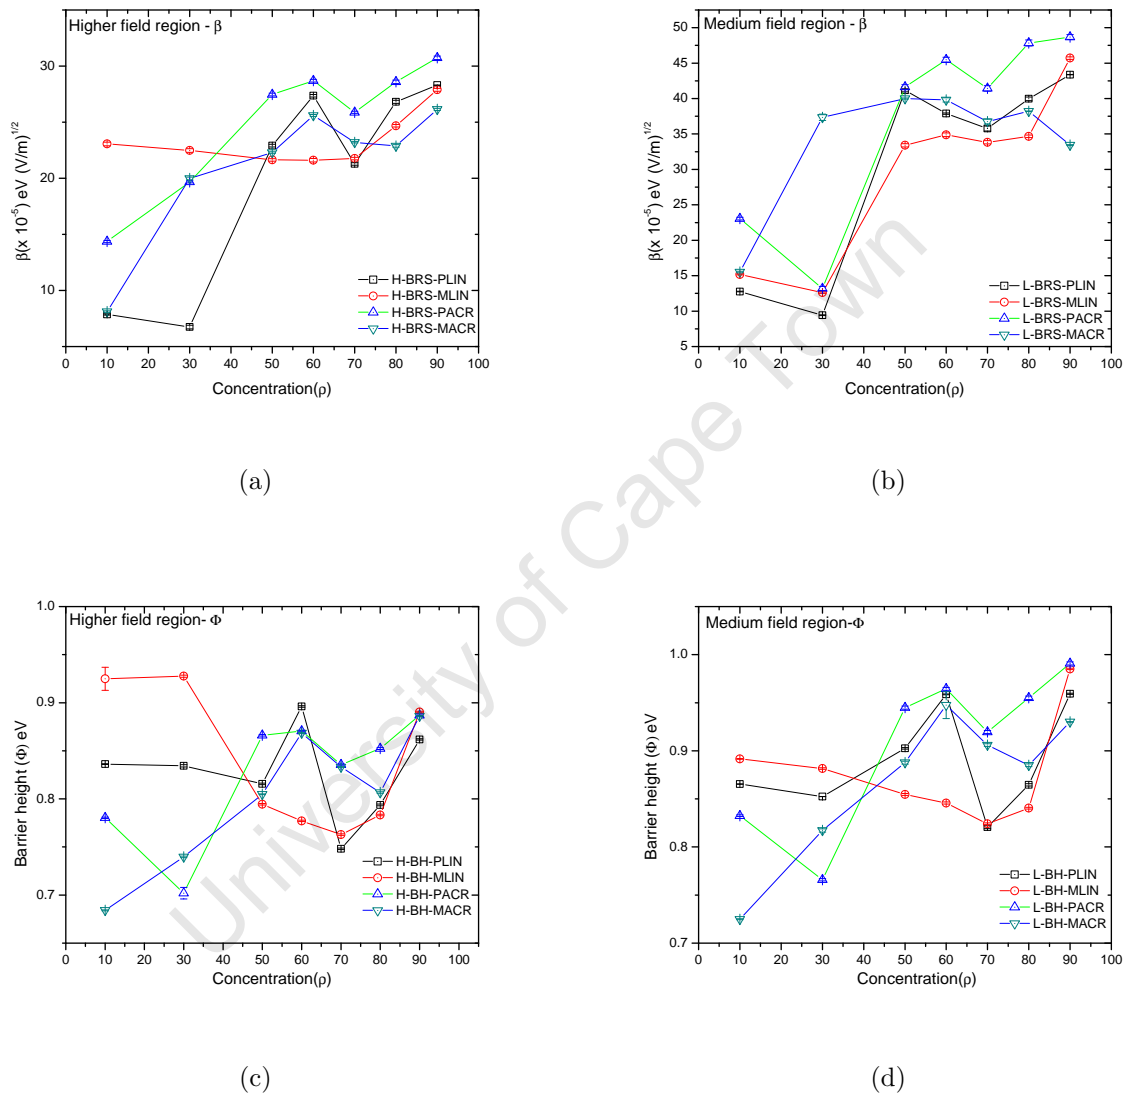 Higher field region - β
β(x 10⁻⁵) eV (V/m)^1/2
30
20
10
H-BRS-PLIN
H-BRS-MLIN
H-BRS-PACR
H-BRS-MACR
0 10 20 30 40 50 60 70 80 90 100
Concentration(ρ)
(a)
Medium field region - β
β(x 10⁻⁵) eV (V/m)^1/2
50
45
40
35
30
25
20
15
10
5
L-BRS-PLIN
L-BRS-MLIN
L-BRS-PACR
L-BRS-MACR
0 10 20 30 40 50 60 70 80 90 100
Concentration(ρ)
(b)
Higher field region- Φ
Barrier height (Φ) eV
1.0
0.9
0.8
0.7
H-BH-PLIN
H-BH-MLIN
H-BH-PACR
H-BH-MACR
0 10 20 30 40 50 60 70 80 90 100
Concentration(ρ)
(c)
Medium field region-Φ
Barrier height (Φ) eV
1.0
0.9
0.8
0.7
L-BH-PLIN
L-BH-MLIN
L-BH-PACR
L-BH-MACR
0 10 20 30 40 50 60 70 80 90 100
Concentration(ρ)
(d)
University of Cape Town